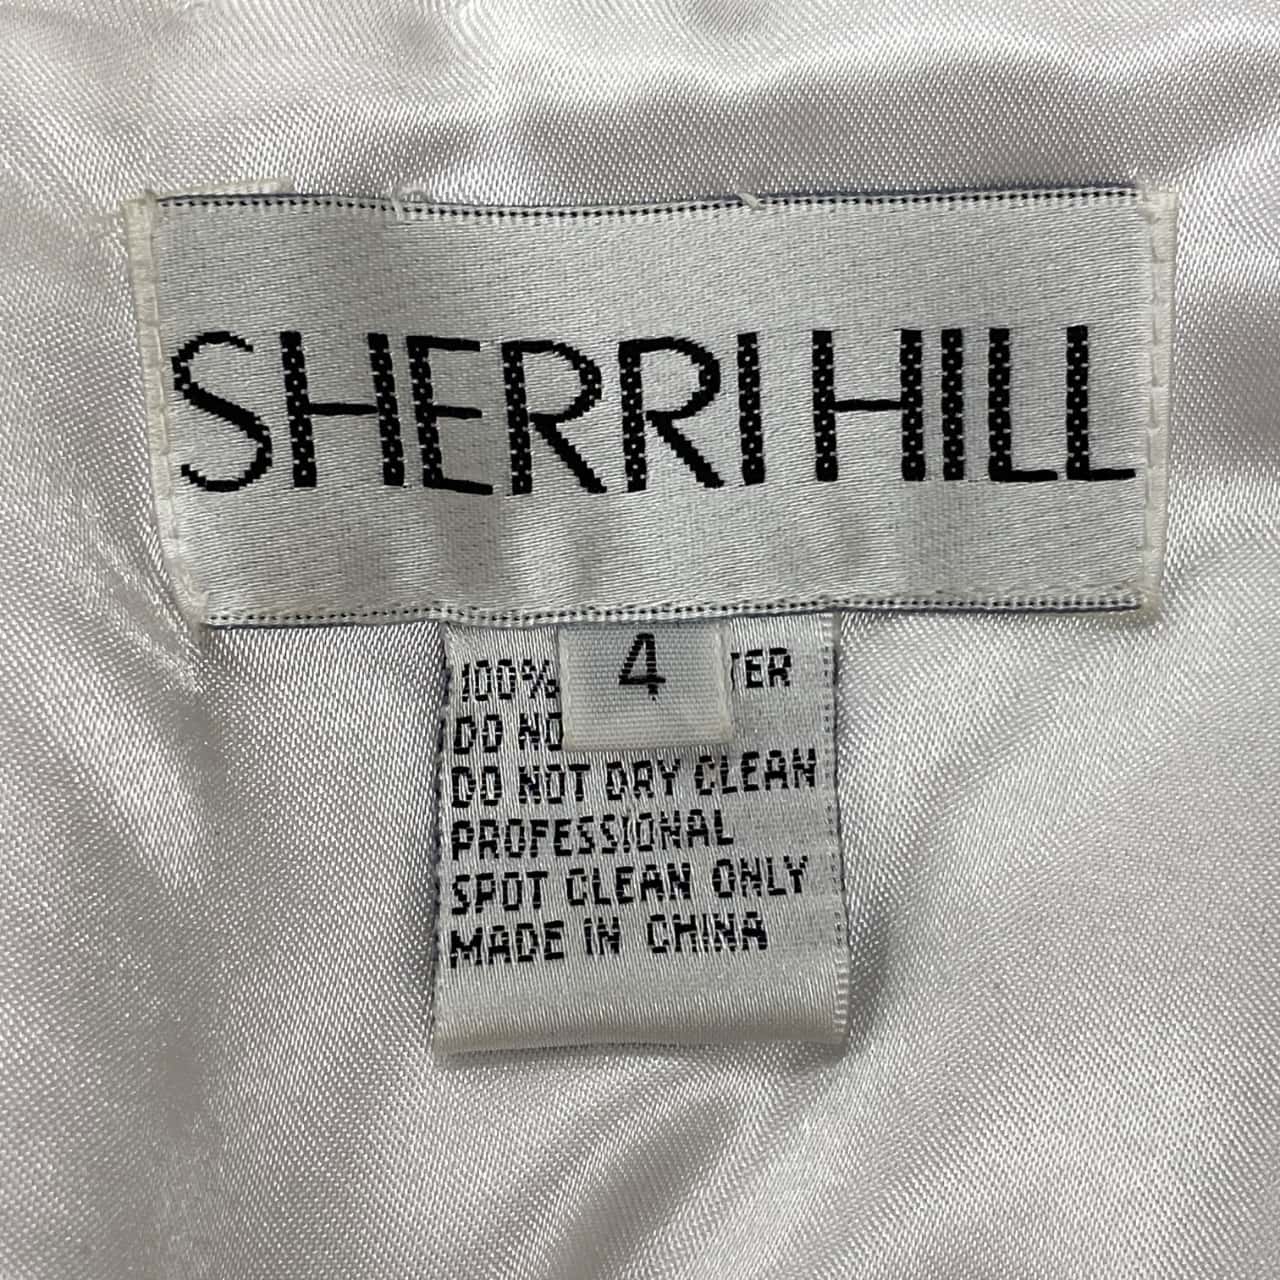 SHERRI HILL
4
100% TER
DO NO
DO NOT DRY CLEAN
PROFESSIONAL
SPOT CLEAN ONLY
MADE IN CHINA